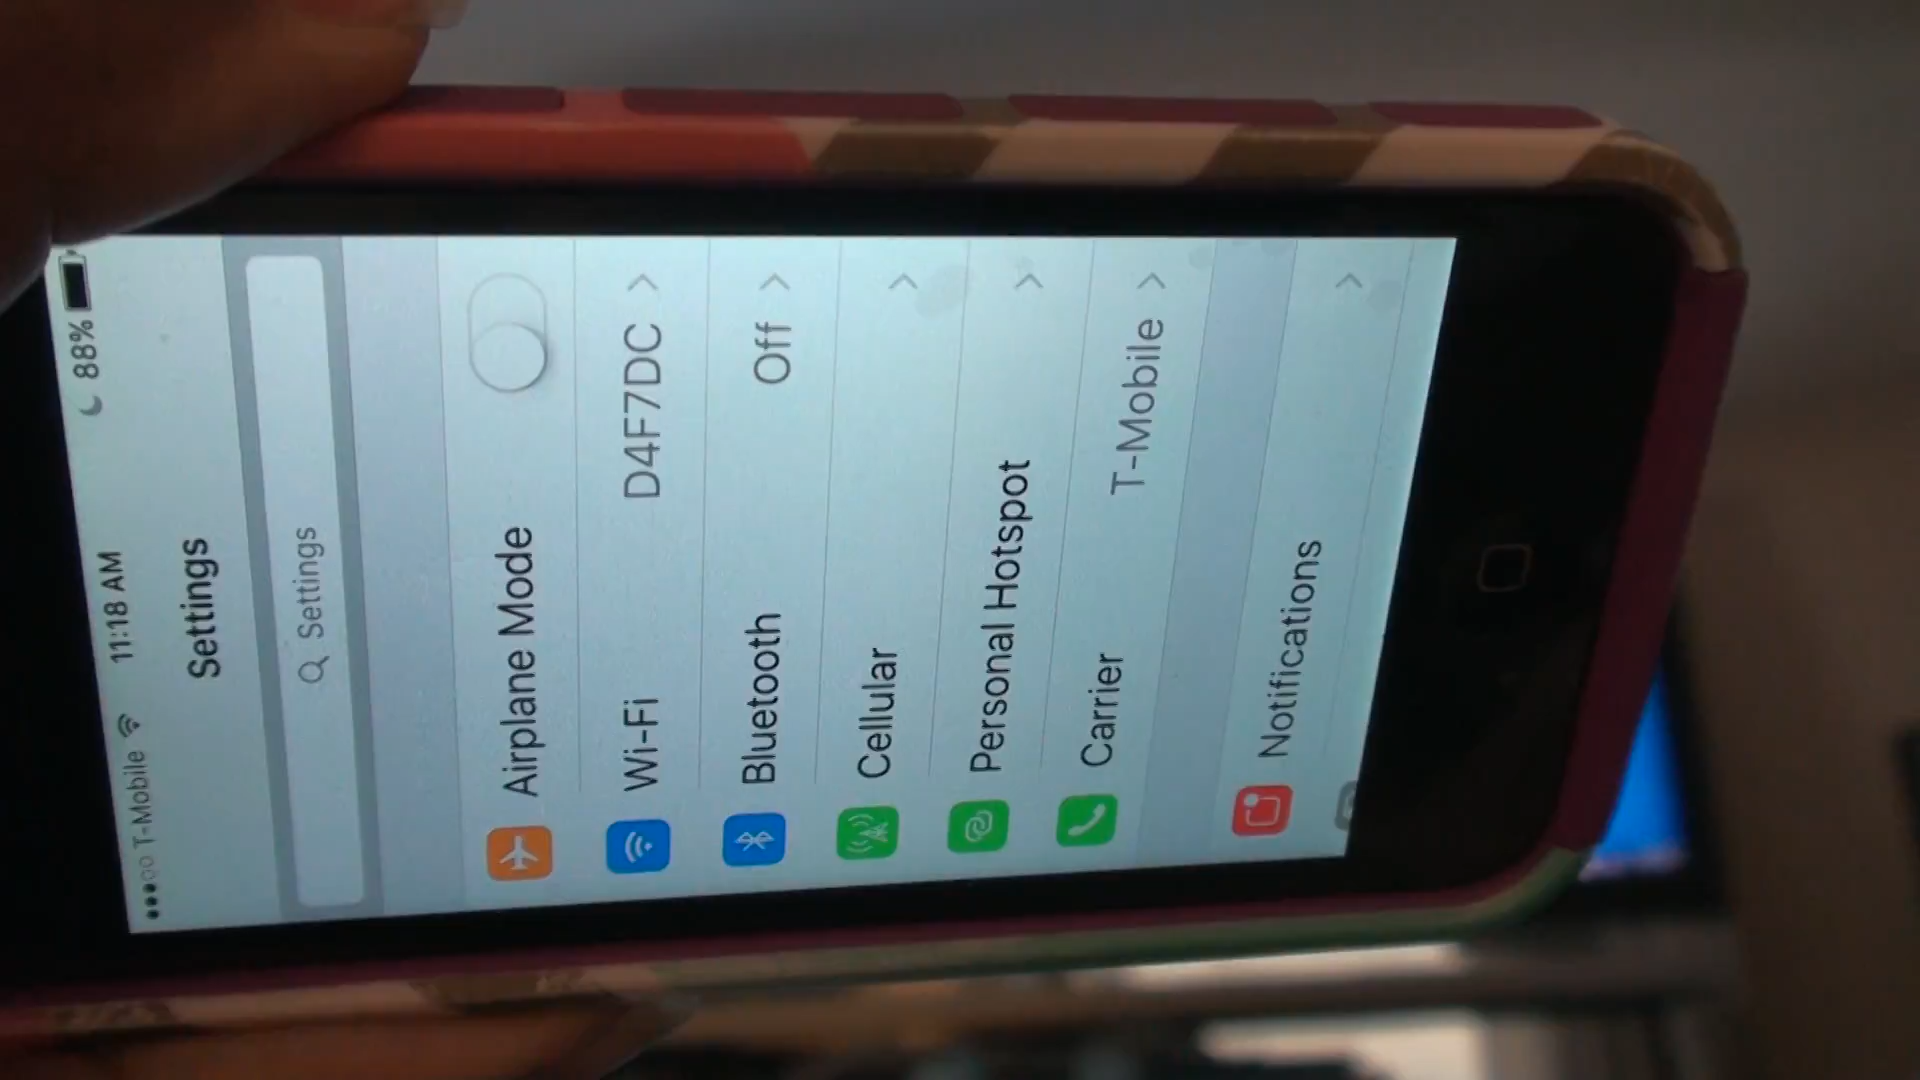 T-Mobile 11:18 AM 88%
Settings
Settings
Airplane Mode
Wi-Fi D4F7DC
Bluetooth Off
Cellular
Personal Hotspot
Carrier T-Mobile
Notifications